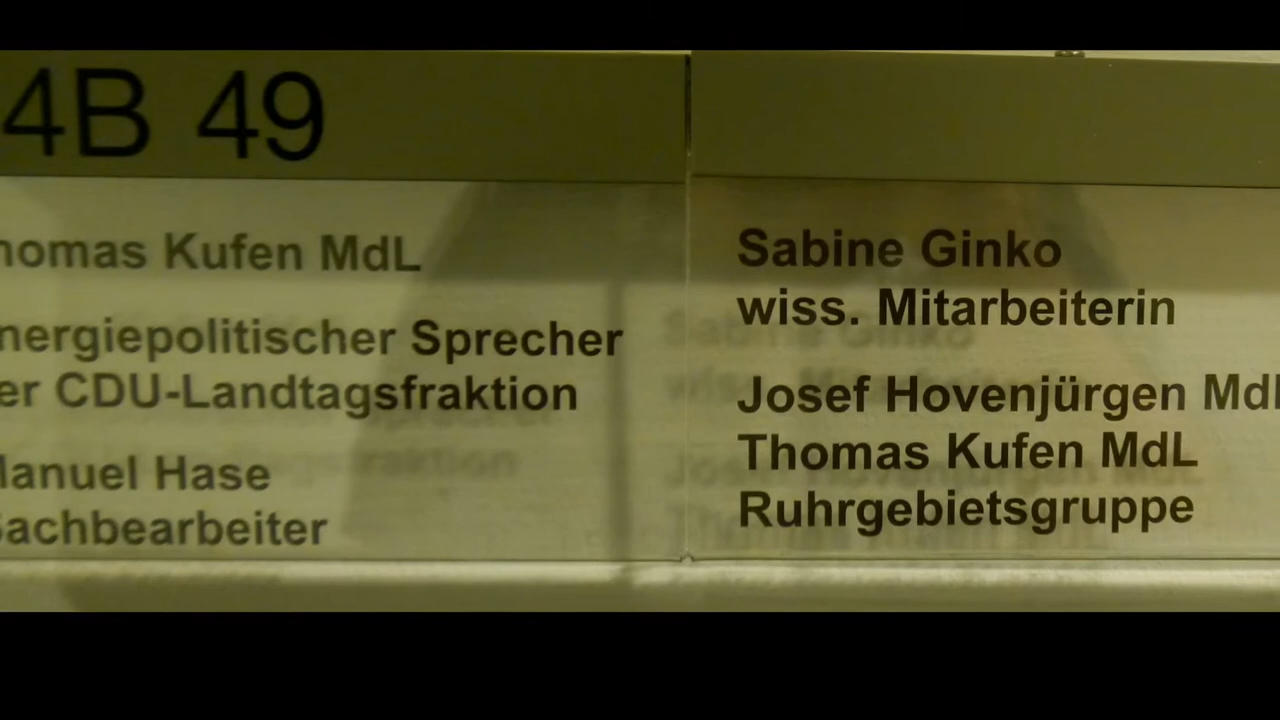 4B 49
homas Kufen MdL
nergiepolitischer Sprecher
er CDU-Landtagsfraktion
anuel Hase
achbearbeiter
Sabine Ginko
wiss. Mitarbeiterin
Josef Hovenjürgen Md
Thomas Kufen MdL
Ruhrgebietsgruppe